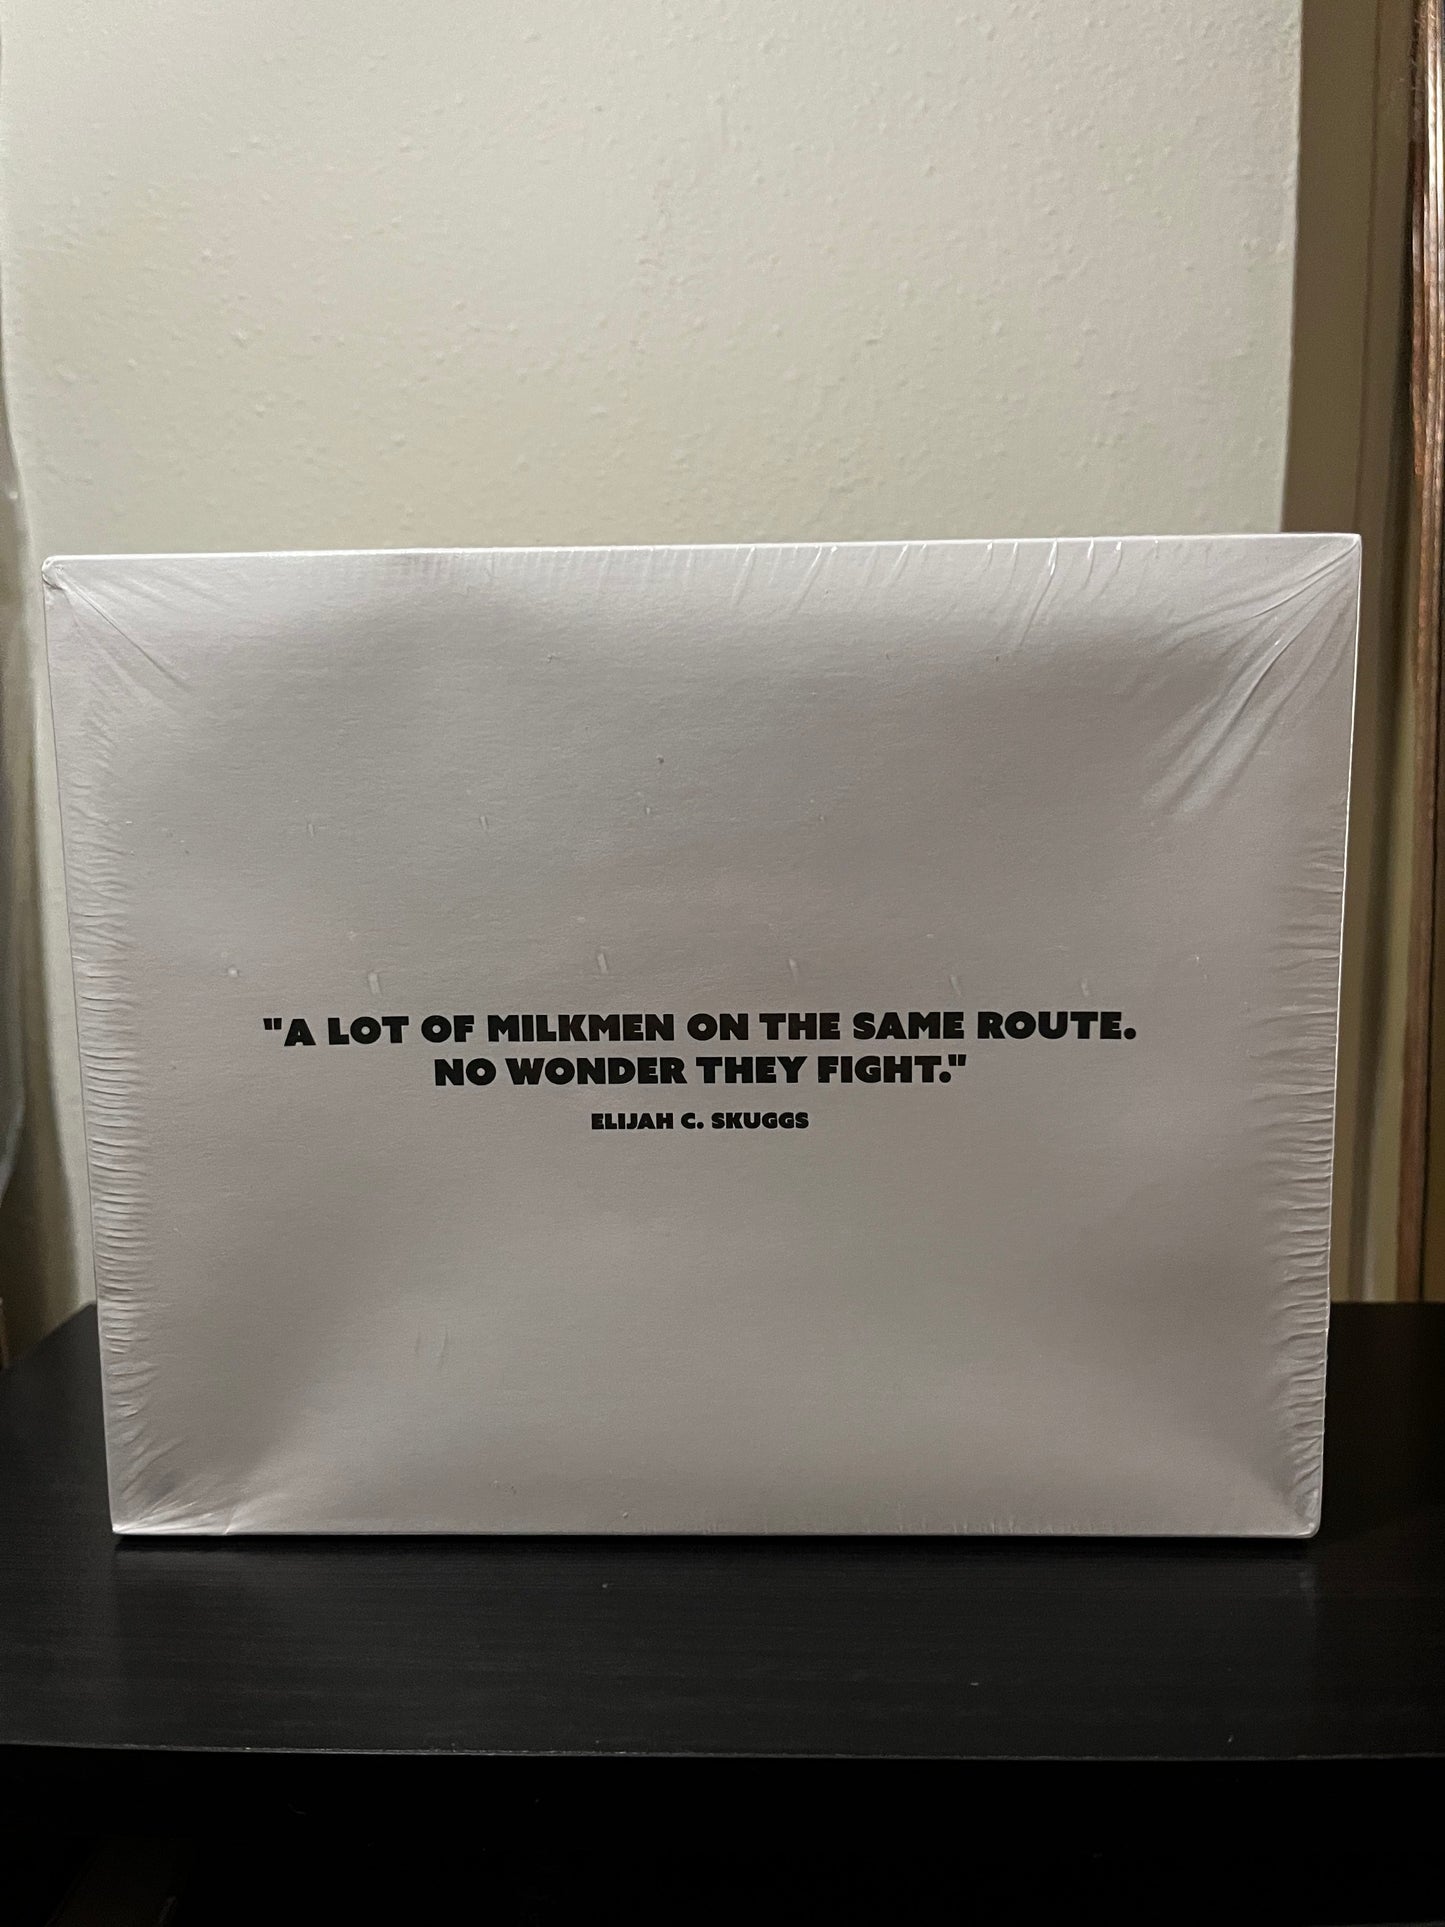 "A LOT OF MILKMEN ON THE SAME ROUTE.
NO WONDER THEY FIGHT."
ELIJAH C. SKUGGS